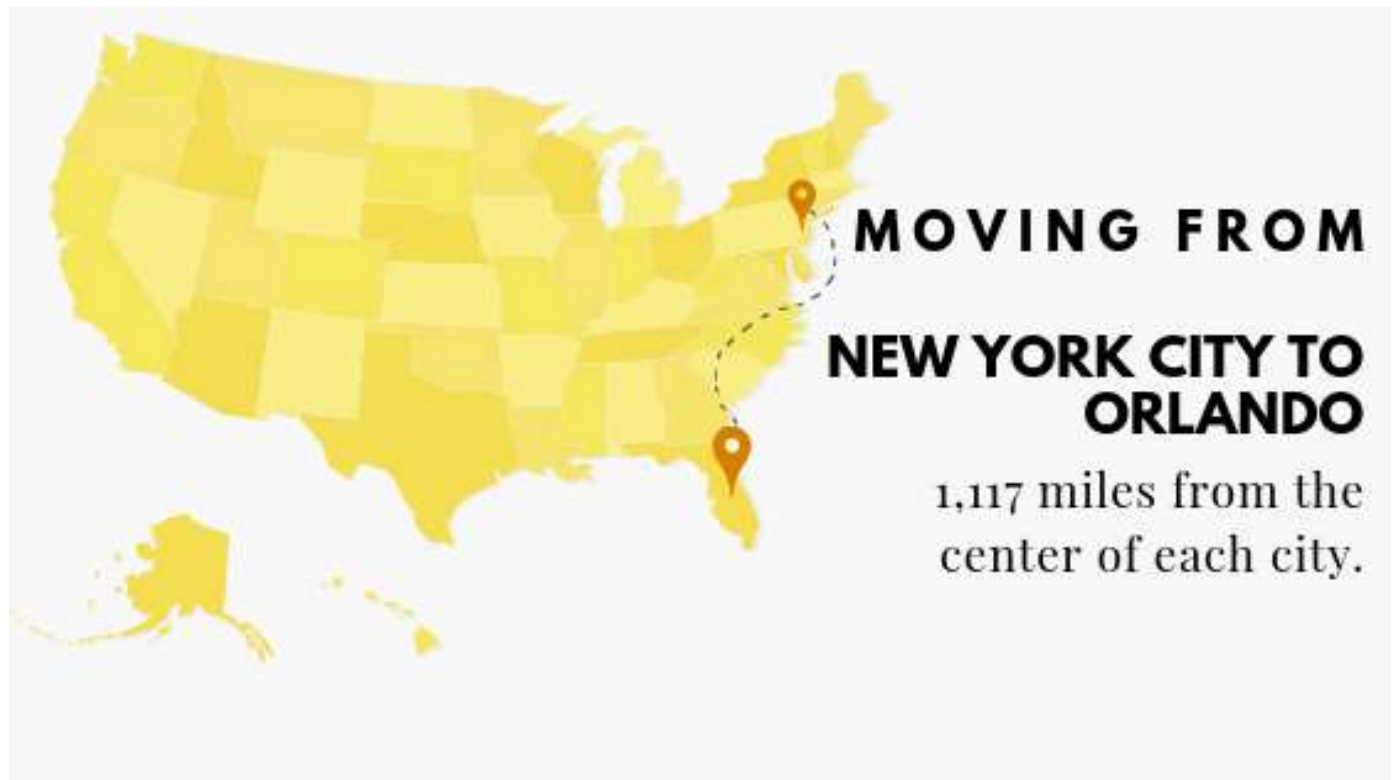 MOVING FROM
NEW YORK CITY TO
ORLANDO
1,117 miles from the
center of each city.